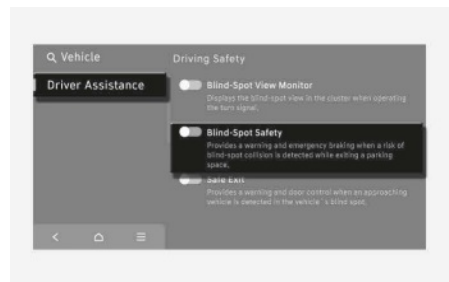 Vehicle
Driver Assistance
Driving Safety
Blind-Spot View Monitor
Displays the blind-spot view in the cluster when operating
the turn signal.
Blind-Spot Safety
Provides a warning and emergency braking when a risk of
blind-spot collision is detected while exiting a parking
space.
Safe Exit
Provides a warning and door control when an approaching
vehicle is detected in the vehicle's blind spot.